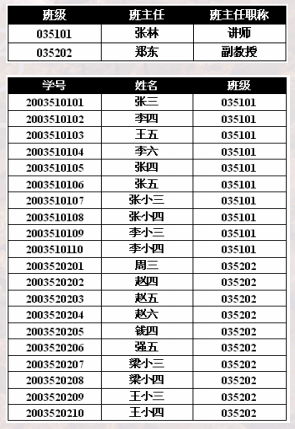 班级 班主任 班主任职称
035101 张林 讲师
035202 郑东 副教授
学号 姓名 班级
2003510101 张三 035101
2003510102 李四 035101
2003510103 王五 035101
2003510104 李六 035101
2003510105 张四 035101
2003510106 张五 035101
2003510107 张小三 035101
2003510108 张小四 035101
2003510109 李小三 035101
2003510110 李小四 035101
2003520201 周三 035202
2003520202 赵四 035202
2003520203 赵五 035202
2003520204 赵六 035202
2003520205 钱四 035202
2003520206 强五 035202
2003520207 梁小三 035202
2003520208 梁小四 035202
2003520209 王小三 035202
2003520210 王小四 035202